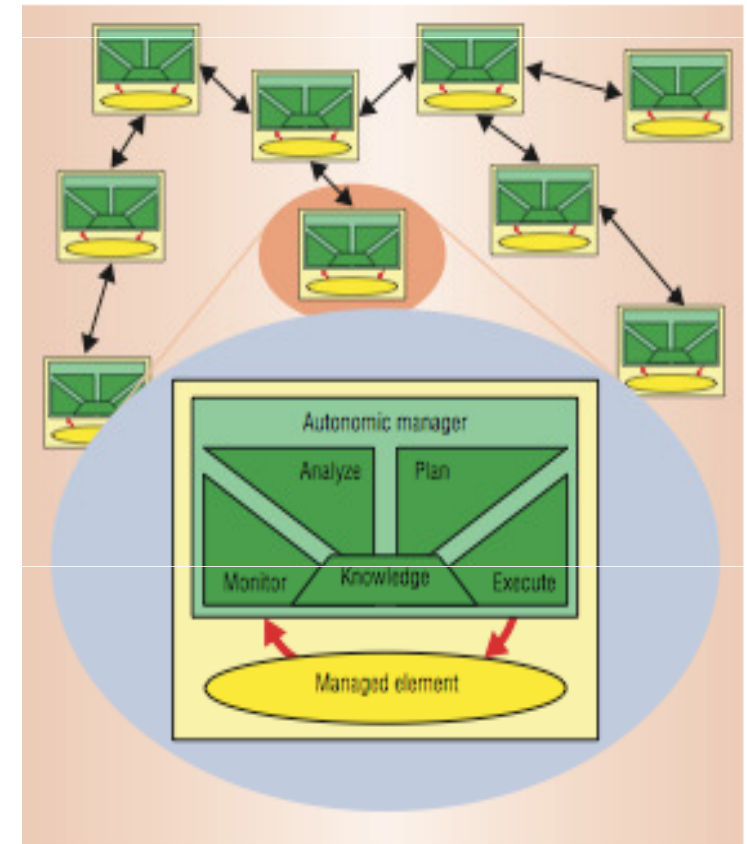 Autonomic manager
Analyze
Plan
Monitor
Knowledge
Execute
Managed element